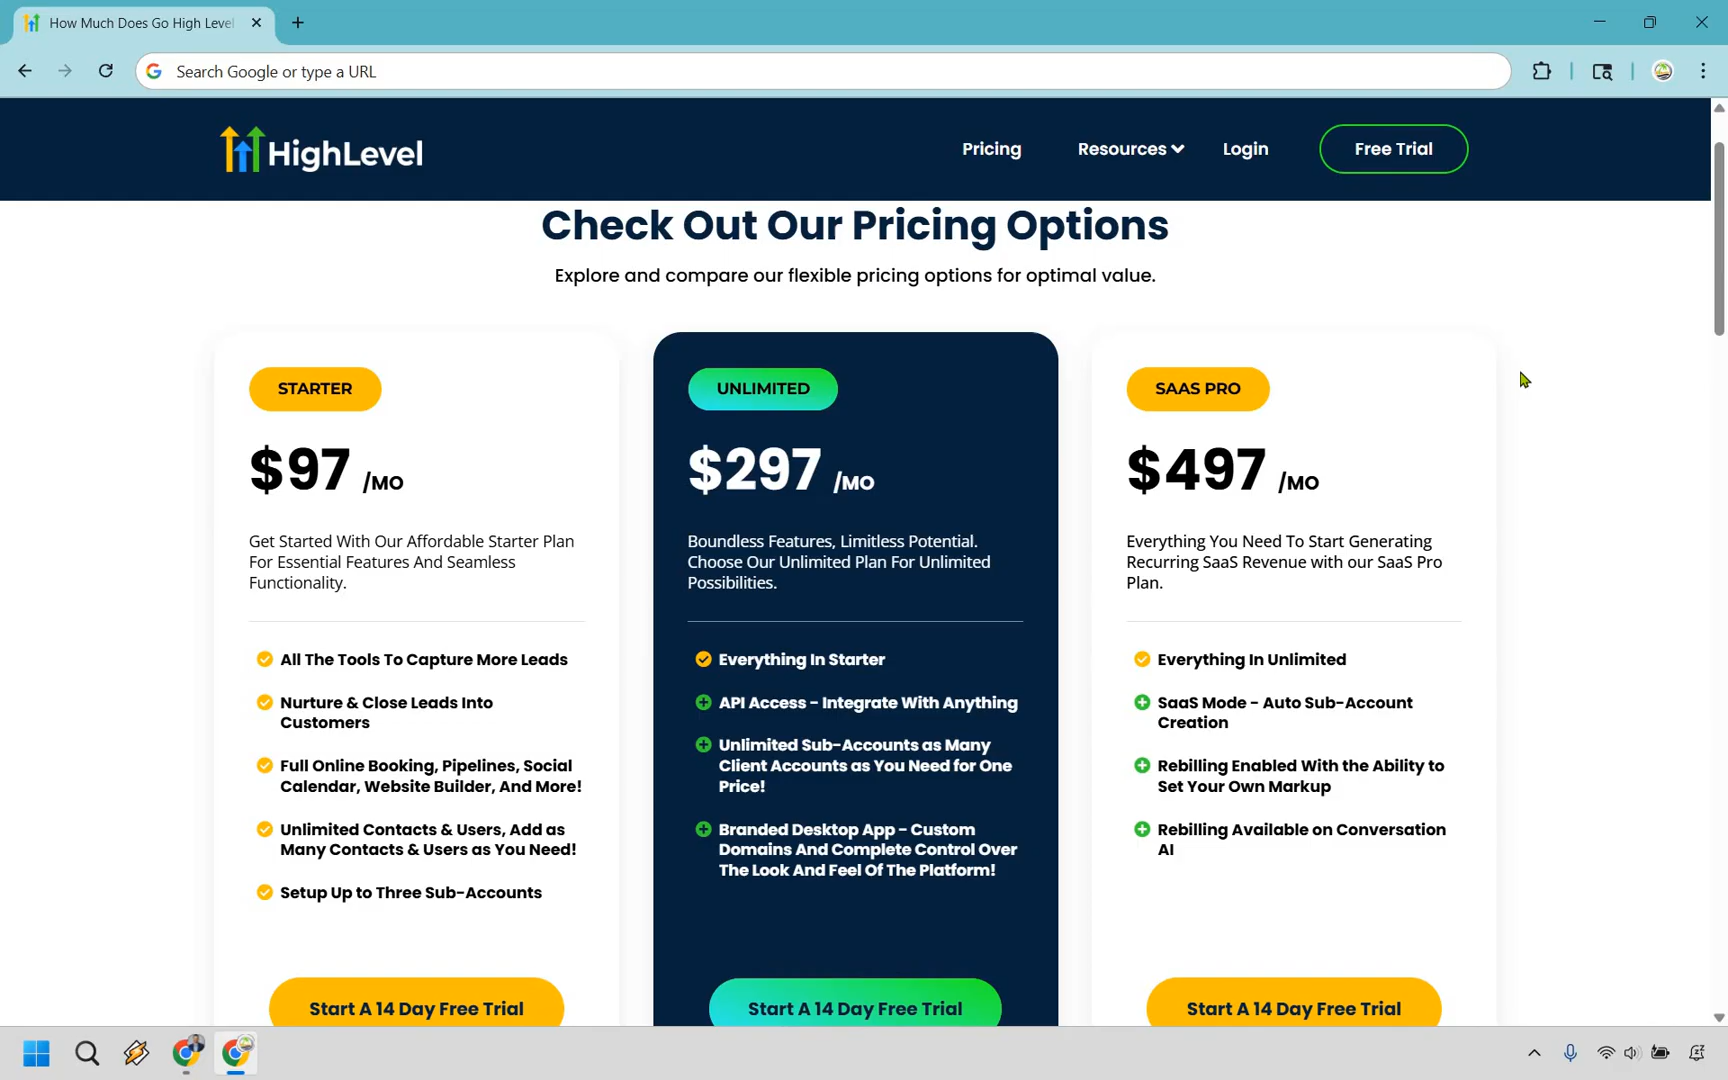 How Much Does Go High Level
Search Google or type a URL
HighLevel
Pricing
Resources
Login
Free Trial
Check Out Our Pricing Options
Explore and compare our flexible pricing options for optimal value.
STARTER
$97 /MO
Get Started With Our Affordable Starter Plan
For Essential Features And Seamless
Functionality.
All The Tools To Capture More Leads
Nurture & Close Leads Into
Customers
Full Online Booking, Pipelines, Social
Calendar, Website Builder, And More!
Unlimited Contacts & Users, Add as
Many Contacts & Users as You Need!
Setup Up to Three Sub-Accounts
Start A 14 Day Free Trial
UNLIMITED
$297 /MO
Boundless Features, Limitless Potential.
Choose Our Unlimited Plan For Unlimited
Possibilities.
Everything In Starter
API Access - Integrate With Anything
Unlimited Sub-Accounts as Many
Client Accounts as You Need for One
Price!
Branded Desktop App - Custom
Domains And Complete Control Over
The Look And Feel Of The Platform!
Start A 14 Day Free Trial
SAAS PRO
$497 /MO
Everything You Need To Start Generating
Recurring SaaS Revenue with our SaaS Pro
Plan.
Everything In Unlimited
SaaS Mode - Auto Sub-Account
Creation
Rebilling Enabled With the Ability to
Set Your Own Markup
Rebilling Available on Conversation
AI
Start A 14 Day Free Trial